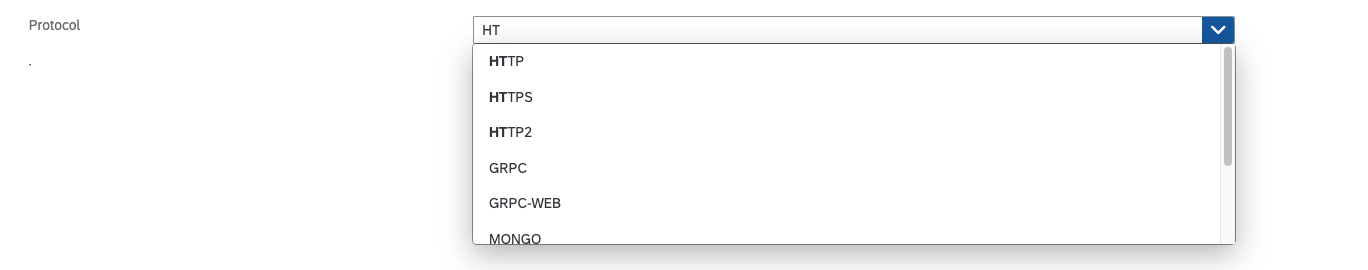 Protocol
HT
.
HTTP
HTTPS
HTTP2
GRPC
GRPC-WEB
MONGO